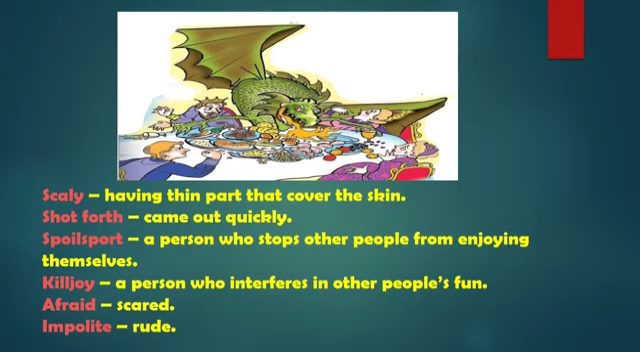 Scaly – having thin part that cover the skin.
Shot forth – came out quickly.
Spoilsport – a person who stops other people from enjoying
themselves.
Killjoy – a person who interferes in other people's fun.
Afraid – scared.
Impolite – rude.